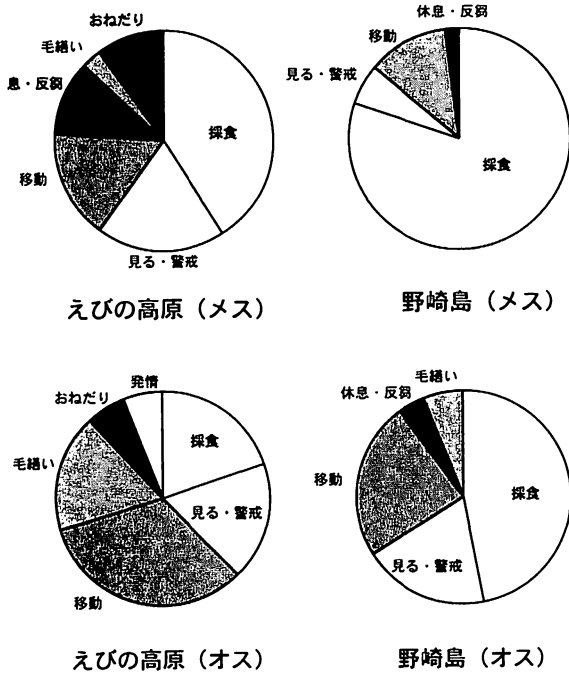 おねだり
毛繕い
息・反芻
採食
移動
見る・警戒
えびの高原（メス）
休息・反芻
移動
見る・警戒
採食
野崎島（メス）
発情
おねだり
採食
毛繕い
見る・警戒
移動
えびの高原（オス）
毛繕い
休息・反芻
採食
移動
見る・警戒
野崎島（オス）